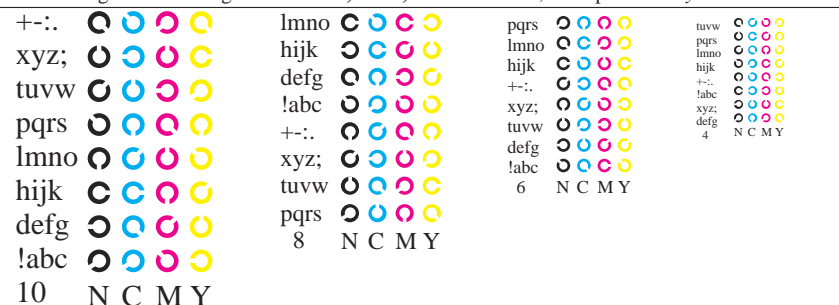 +-:.
xyz;
tuvw
pqrs
lmno
hijk
defg
!abc
10 N C M Y
lmno
hijk
defg
!abc
+-:.
xyz;
tuvw
pqrs
8 N C M Y
pqrs
lmno
hijk
+-:.
xyz;
tuvw
defg
!abc
6 N C M Y
tuvw
pqrs
lmno
hijk
+-:.
!abc
xyz;
defg
4 N C M Y